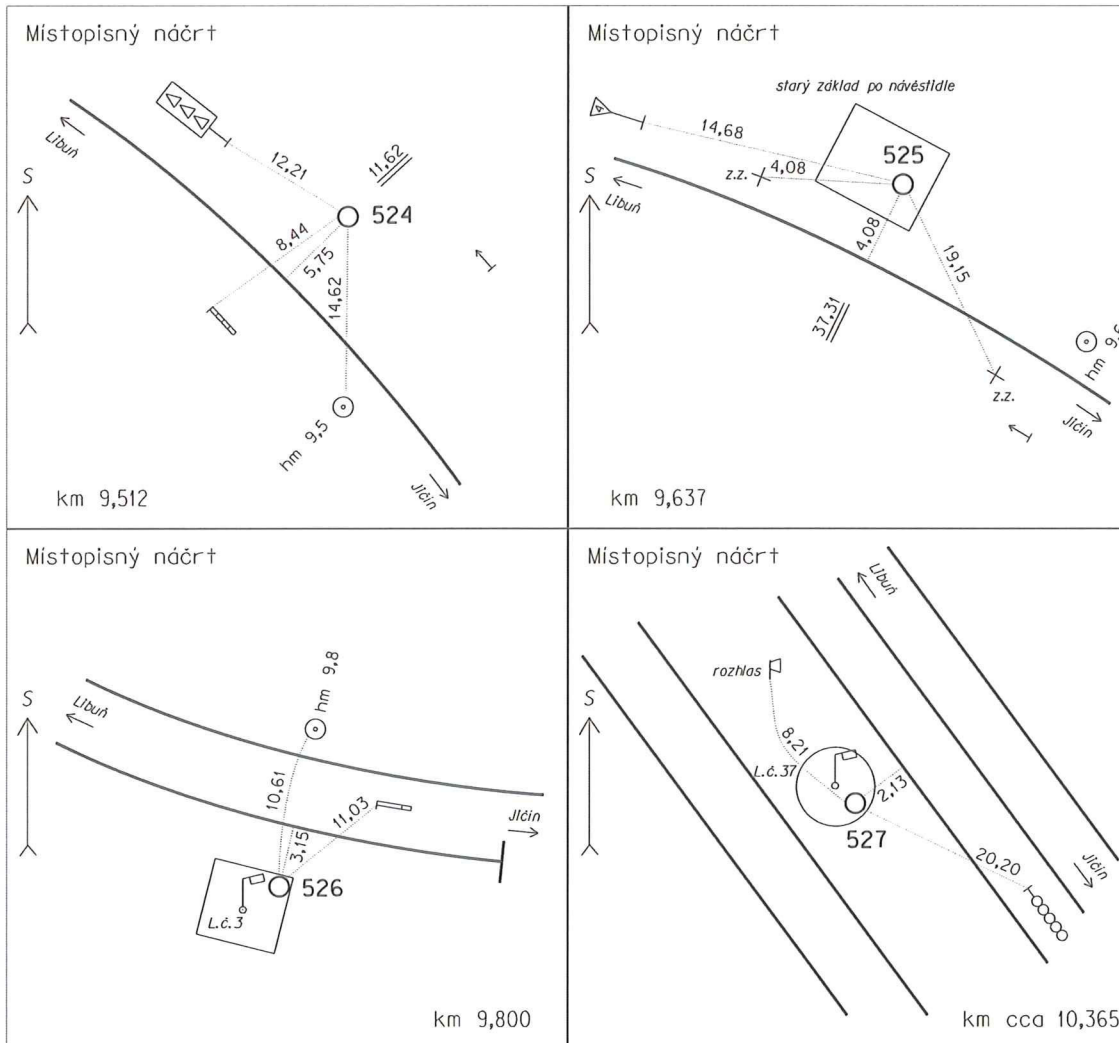 Místopisný náčrt
Libuň
S
12,21
11,62
524
8,44
5,75
14,62
hm 9,5
Jičín
km 9,512
Místopisný náčrt
starý základ po návěstidle
4
14,68
525
Libuň
z.z.
4,08
S
4,08
19,15
37,31
hm 9,6
z.z.
Jičín
km 9,637
Místopisný náčrt
hm 9,8
S
Libuň
10,61
11,03
3,15
Jičín
526
L.č.3
km 9,800
Místopisný náčrt
Libuň
rozhlas
S
8,21
L.č.37
2,13
527
20,20
Jičín
km cca 10,365